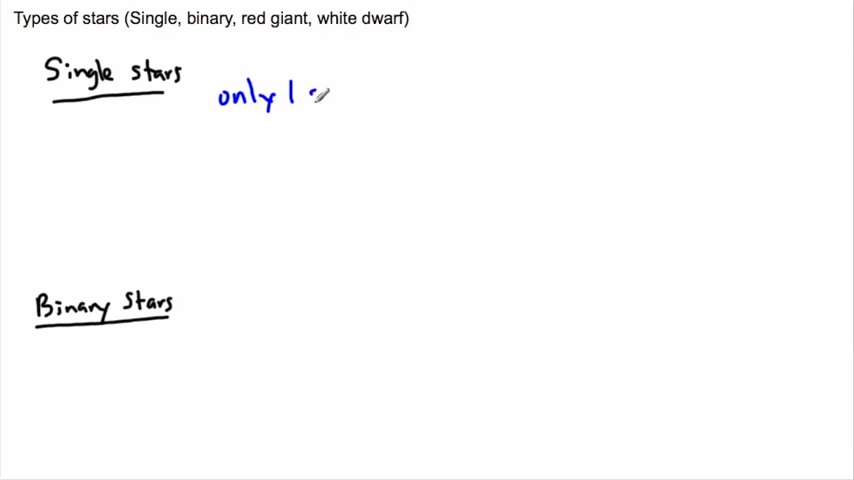 Types of stars (Single, binary, red giant, white dwarf)
Single stars
only 1
Binary Stars